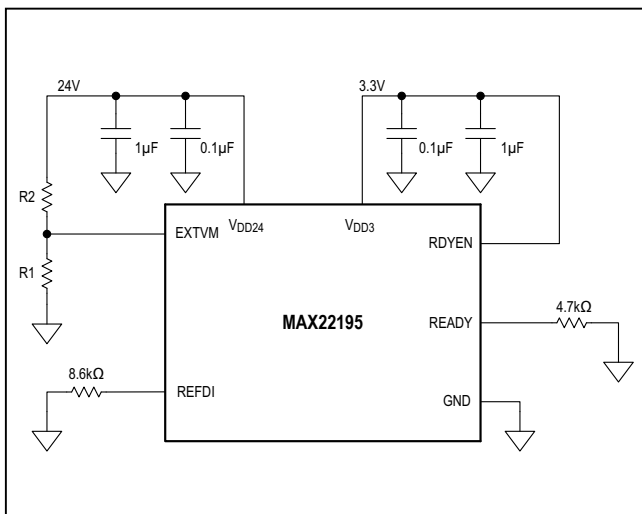 24V
3.3V
1µF
0.1µF
0.1µF
1µF
R2
EXTVM
VDD24
VDD3
RDYEN
R1
MAX22195
READY
4.7kΩ
8.6kΩ
REFDI
GND